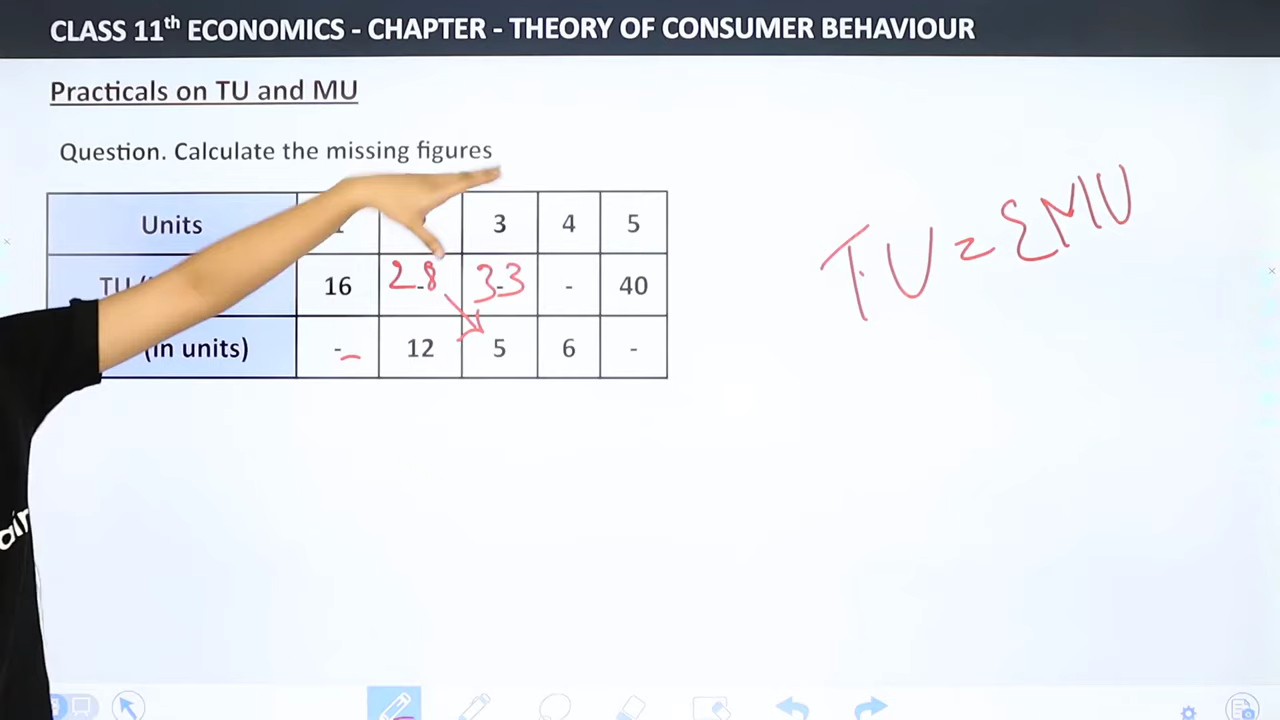 CLASS 11th ECONOMICS - CHAPTER - THEORY OF CONSUMER BEHAVIOUR
Practicals on TU and MU
Question. Calculate the missing figures
Units 3 4 5
TU 16 28 33 - 40
(in units) - 12 5 6 -
TU = ΣMU